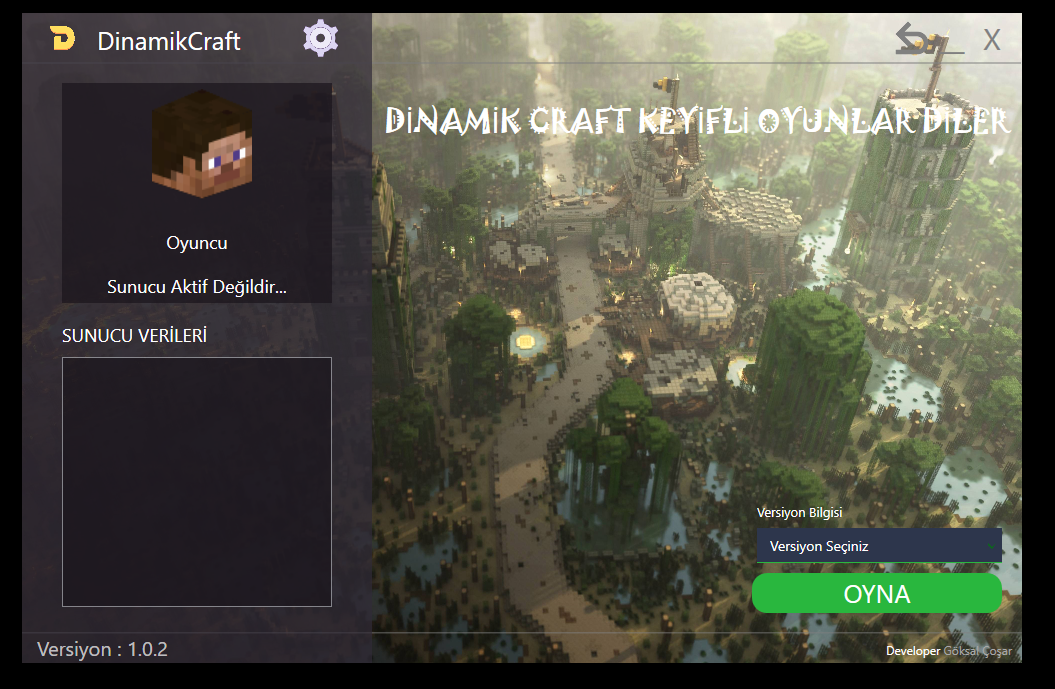 DinamikCraft
X
DİNAMİK CRAFT KEYİFLİ OYUNLAR DİLER
Oyuncu
Sunucu Aktif Değildir...
SUNUCU VERİLERİ
Versiyon Bilgisi
Versiyon Seçiniz
OYNA
Versiyon : 1.0.2
Developer Göksal Çoşar